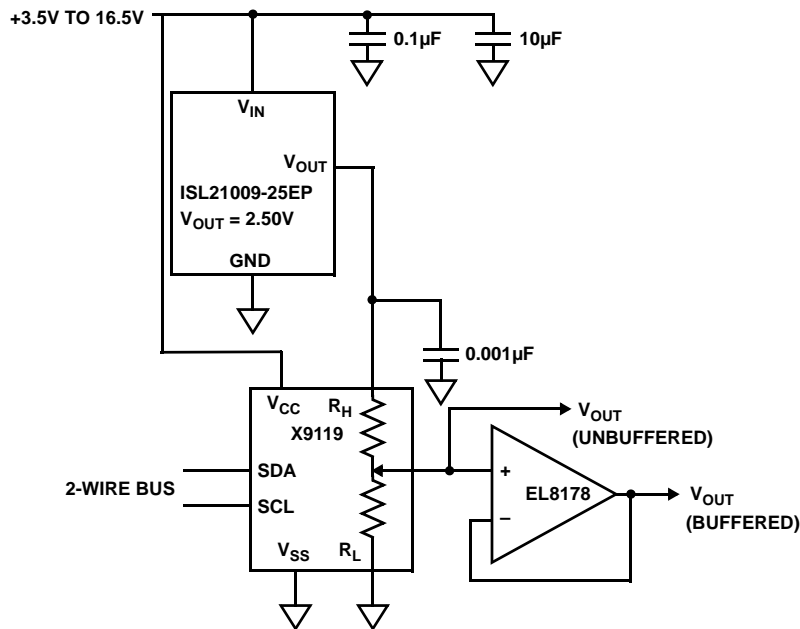 +3.5V TO 16.5V
0.1µF
10µF
VIN
VOUT
ISL21009-25EP
VOUT = 2.50V
GND
0.001µF
VCC
RH
X9119
VOUT
(UNBUFFERED)
2-WIRE BUS
SDA
SCL
+
EL8178
–
VOUT
(BUFFERED)
VSS
RL